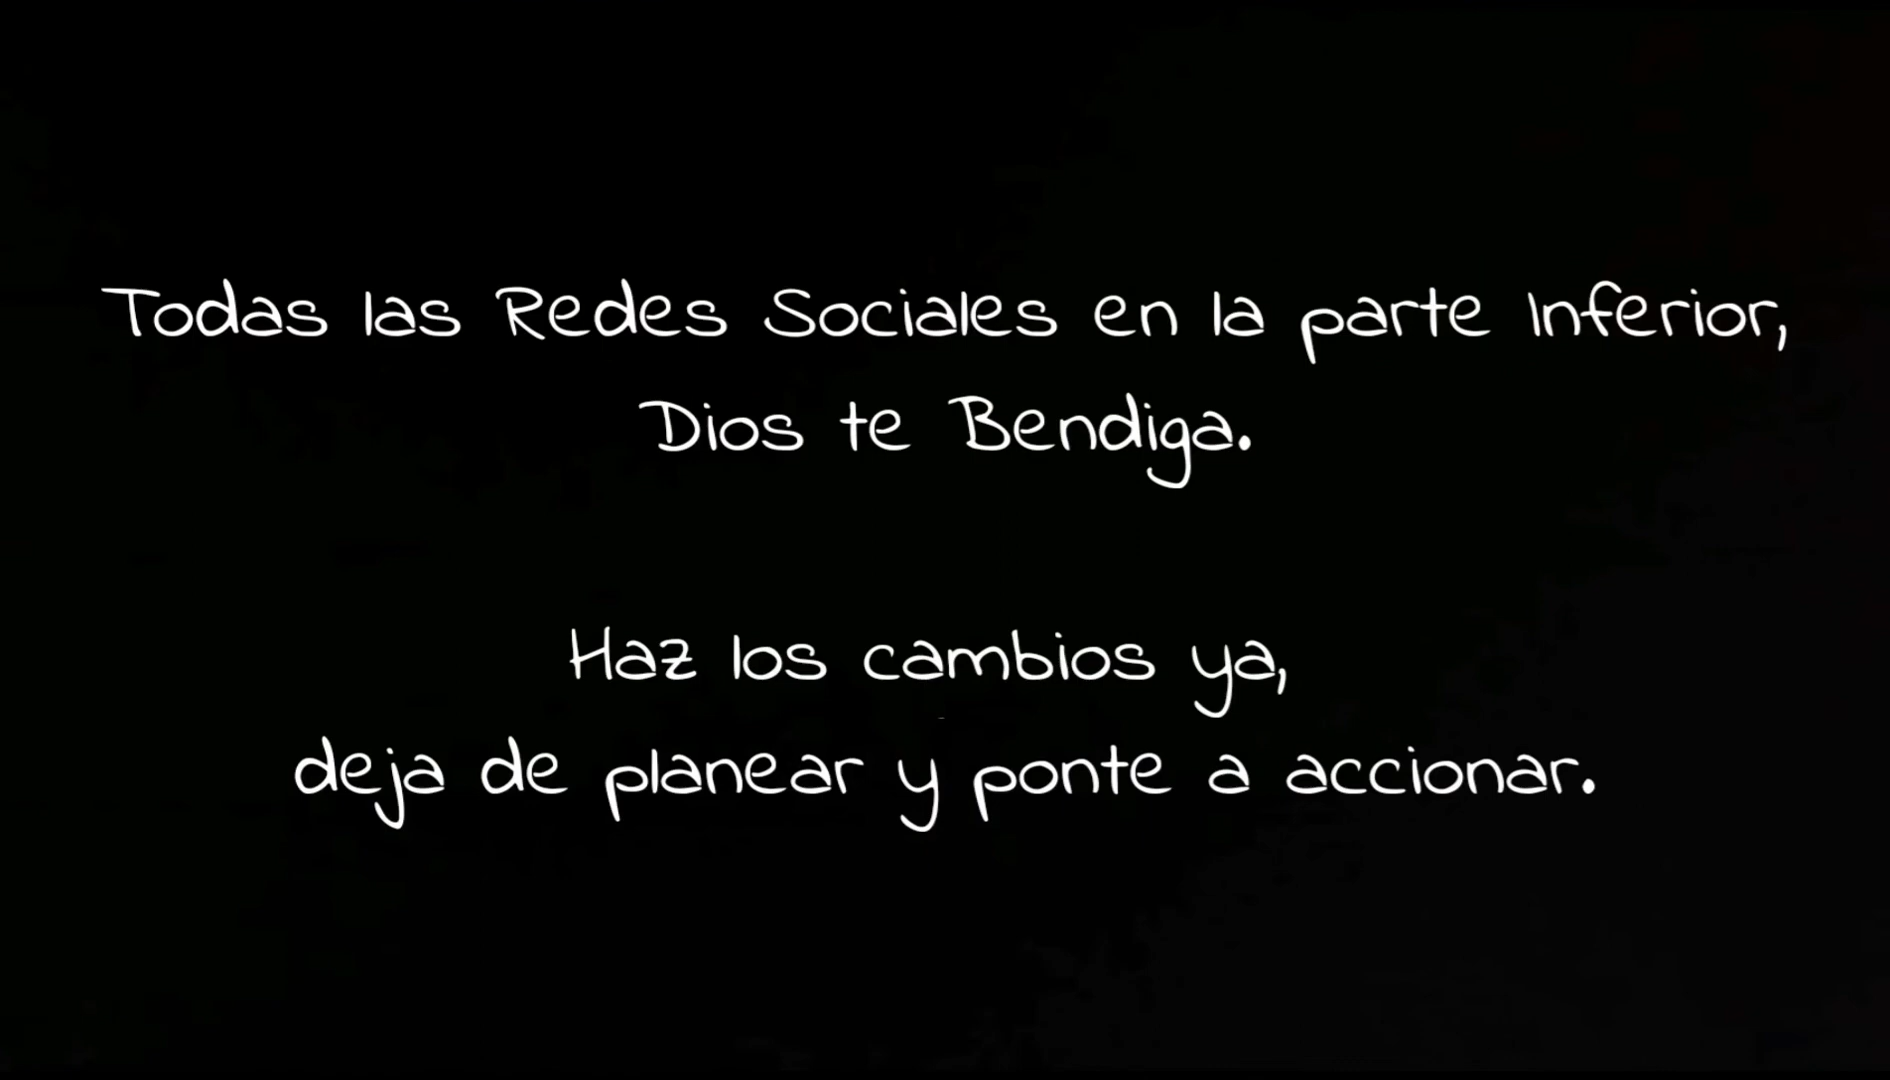 Todas las Redes Sociales en la parte Inferior,
Dios te Bendiga.
Haz los cambios ya,
deja de planear y ponte a accionar.